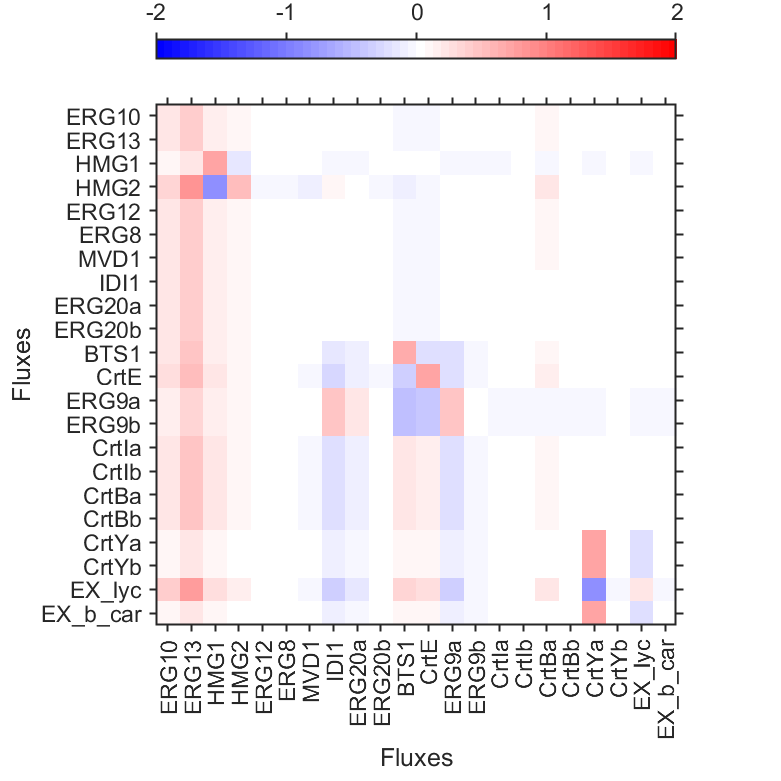 -2 -1 0 1 2
ERG10
ERG13
HMG1
HMG2
ERG12
ERG8
MVD1
IDI1
ERG20a
ERG20b
BTS1
CrtE
ERG9a
ERG9b
CrtIa
CrtIb
CrtBa
CrtBb
CrtYa
CrtYb
EX_lyc
EX_b_car
Fluxes
ERG10
ERG13
HMG1
HMG2
ERG12
ERG8
MVD1
IDI1
ERG20a
ERG20b
BTS1
CrtE
ERG9a
ERG9b
CrtIa
CrtIb
CrtBa
CrtBb
CrtYa
CrtYb
EX_lyc
EX_b_car
Fluxes